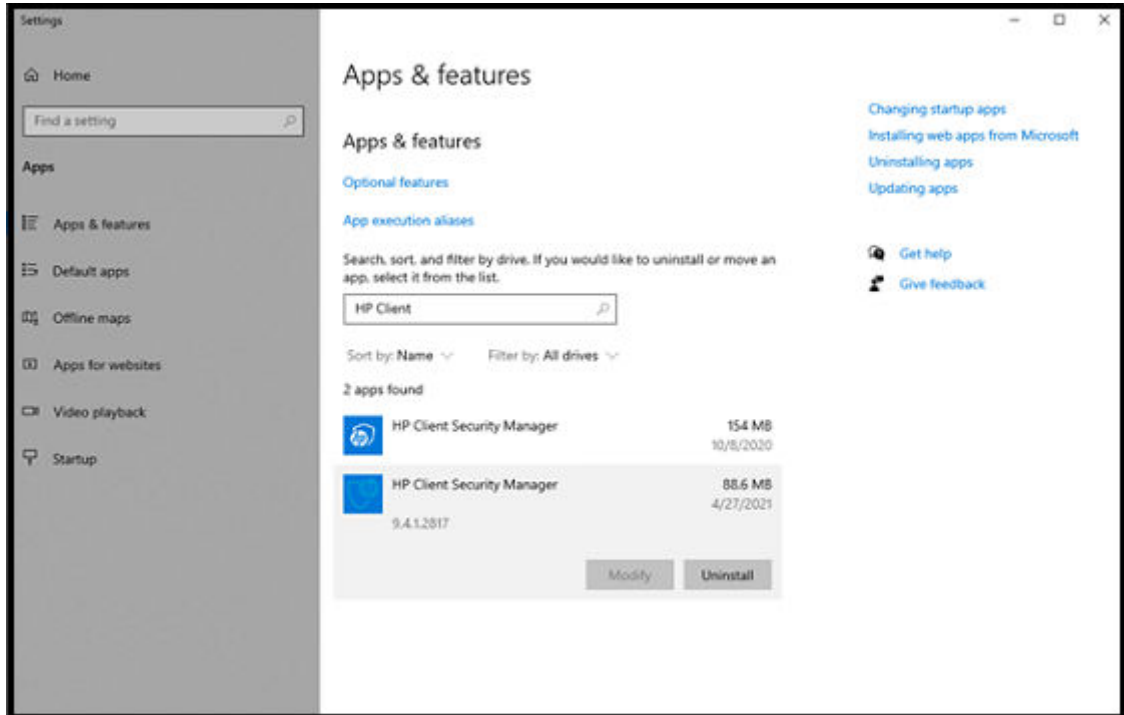 Settings
Home
Find a setting
Apps
Apps & features
Default apps
Offline maps
Apps for websites
Video playback
Startup
Apps & features
Apps & features
Optional features
App execution aliases
Search, sort, and filter by drive. If you would like to uninstall or move an
app, select it from the list.
HP Client
Sort by: Name Filter by: All drives
2 apps found
HP Client Security Manager 154 MB
10/8/2020
HP Client Security Manager 88.6 MB
4/27/2021
9.4.1.2817
Modify Uninstall
Changing startup apps
Installing web apps from Microsoft
Uninstalling apps
Updating apps
Get help
Give feedback